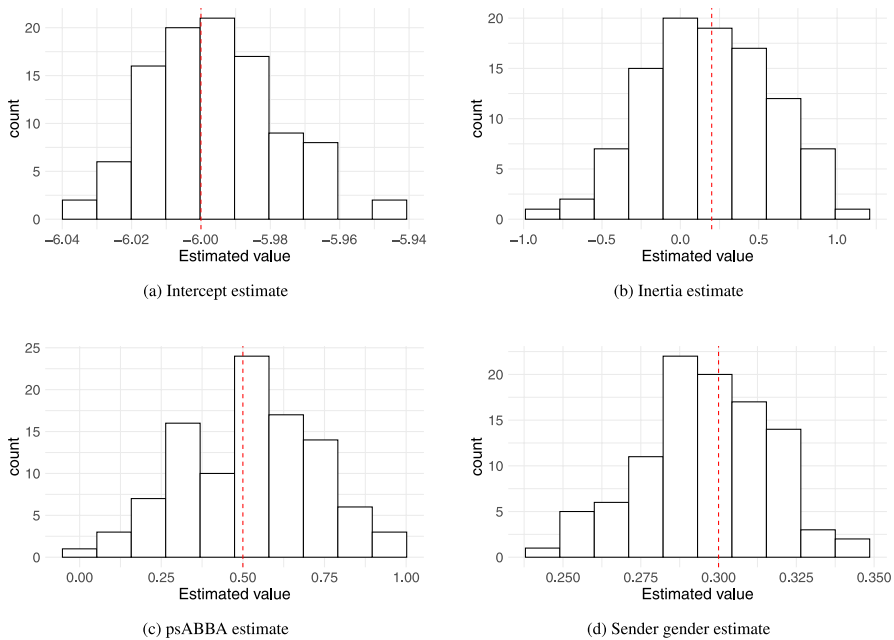 20
15
10
5
0
count
−6.04 −6.02 −6.00 −5.98 −5.96 −5.94
Estimated value
(a) Intercept estimate
20
15
10
5
0
count
−1.0 −0.5 0.0 0.5 1.0
Estimated value
(b) Inertia estimate
25
20
15
10
5
0
count
0.00 0.25 0.50 0.75 1.00
Estimated value
(c) psABBA estimate
20
15
10
5
0
count
0.250 0.275 0.300 0.325 0.350
Estimated value
(d) Sender gender estimate